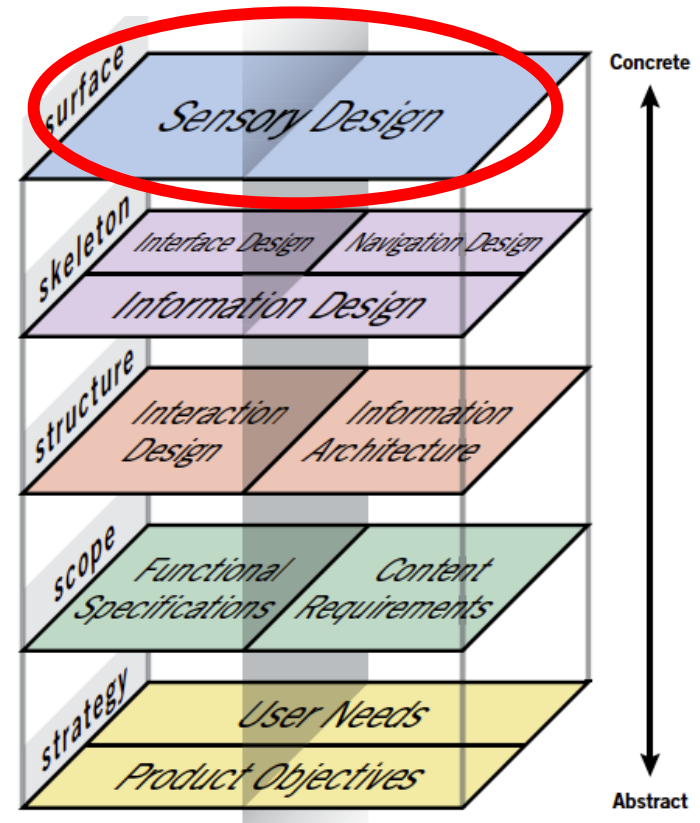 Concrete
surface
Sensory Design
skeleton
Interface Design
Navigation Design
Information Design
structure
Interaction
Design
Information
Architecture
scope
Functional
Specifications
Content
Requirements
strategy
User Needs
Product Objectives
Abstract